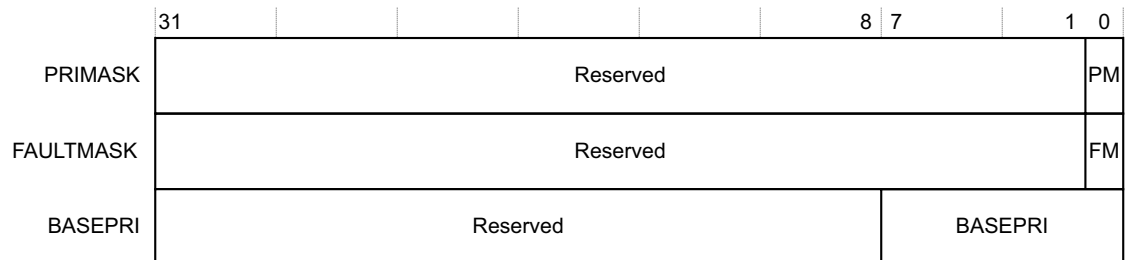 31 8 7 1 0
PRIMASK Reserved PM
FAULTMASK Reserved FM
BASEPRI Reserved BASEPRI